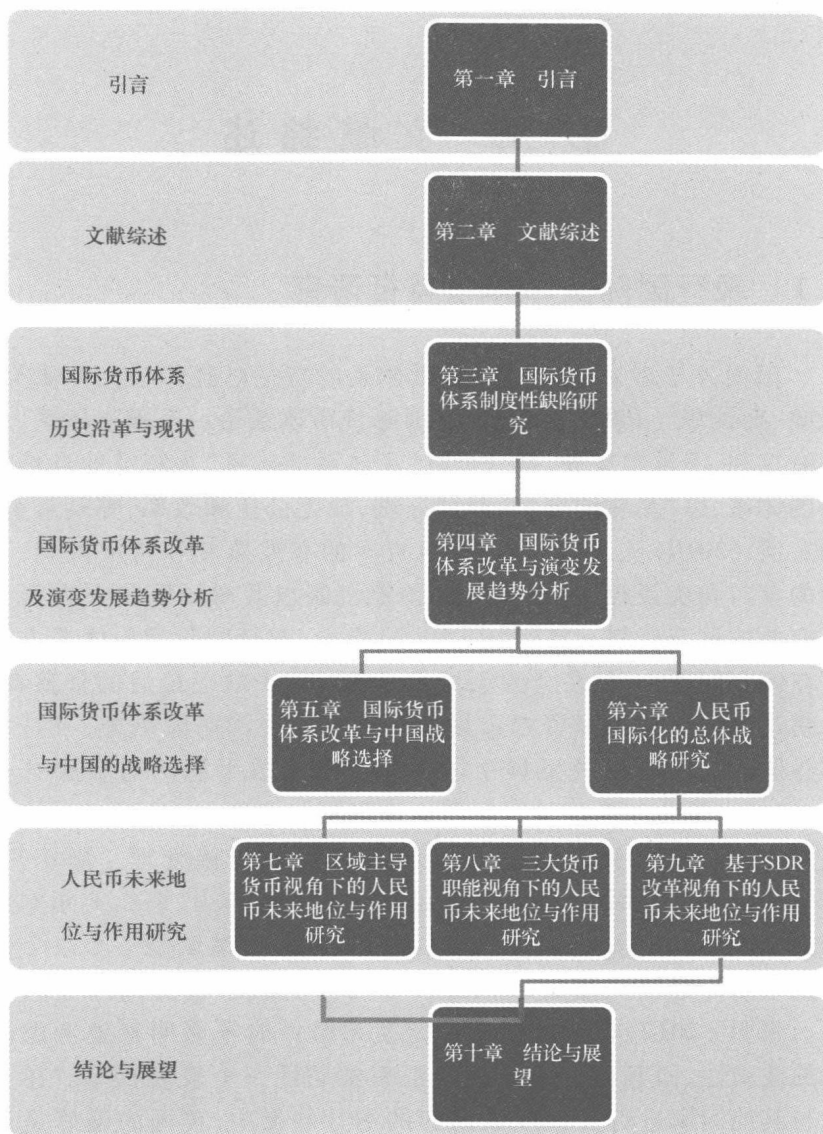 引言
第一章 引言
文献综述
第二章 文献综述
国际货币体系
历史沿革与现状
第三章 国际货币
体系制度性缺陷研
究
国际货币体系改革
及演变发展趋势分析
第四章 国际货币
体系改革与演变发
展趋势分析
国际货币体系改革
与中国的战略选择
第五章 国际货币
体系改革与中国战
略选择
第六章 人民币
国际化的总体战
略研究
人民币未来地
位与作用研究
第七章 区域主导
货币视角下的人民
币未来地位与作用
研究
第八章 三大货币
职能视角下的人民
币未来地位与作用
研究
第九章 基于SDR
改革视角下的人民
币未来地位与作用
研究
结论与展望
第十章 结论与展
望